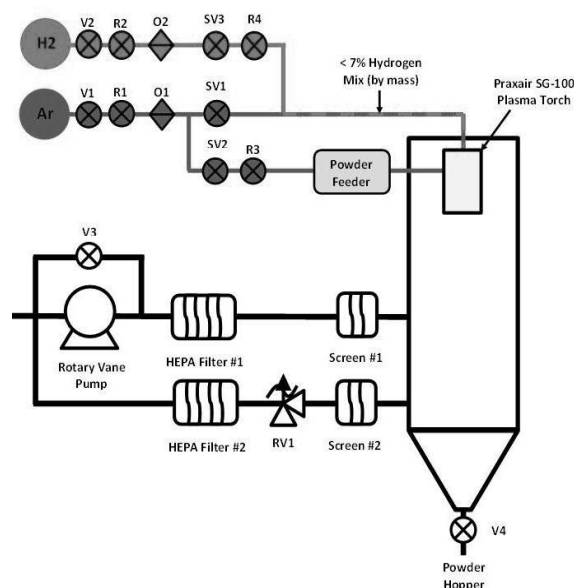 V2 R2 O2 SV3 R4
H2
< 7% Hydrogen
Mix (by mass)
Praxair SG-100
Plasma Torch
V1 R1 O1 SV1
Ar
SV2 R3
Powder
Feeder
V3
Rotary Vane
Pump
HEPA Filter #1
Screen #1
HEPA Filter #2
RV1
Screen #2
V4
Powder
Hopper